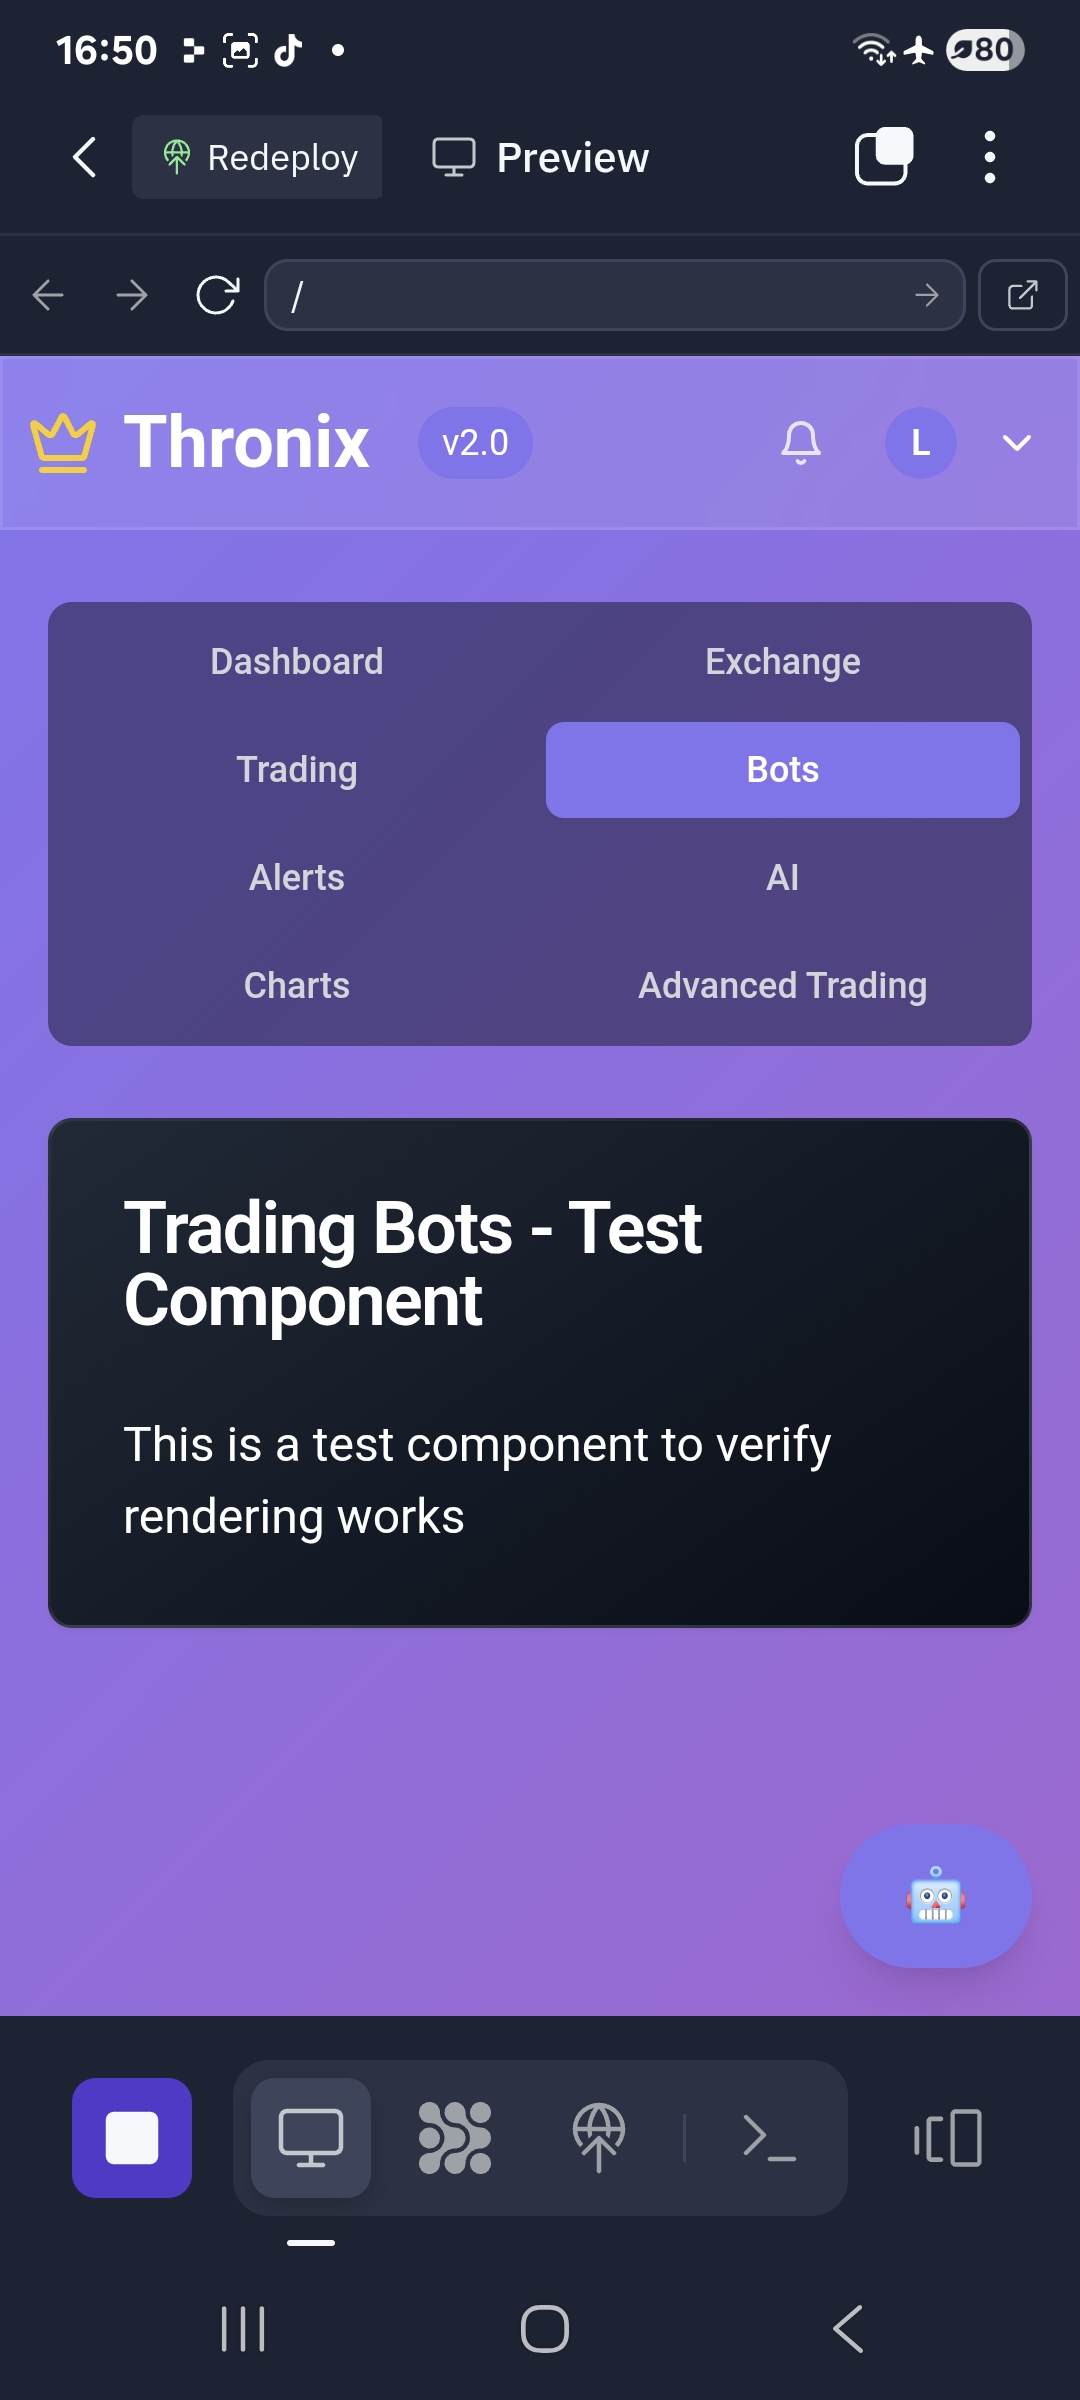 16:50
80
Redeploy
Preview
/
Thronix
v2.0
L
Dashboard
Exchange
Trading
Bots
Alerts
AI
Charts
Advanced Trading
Trading Bots - Test
Component
This is a test component to verify
rendering works